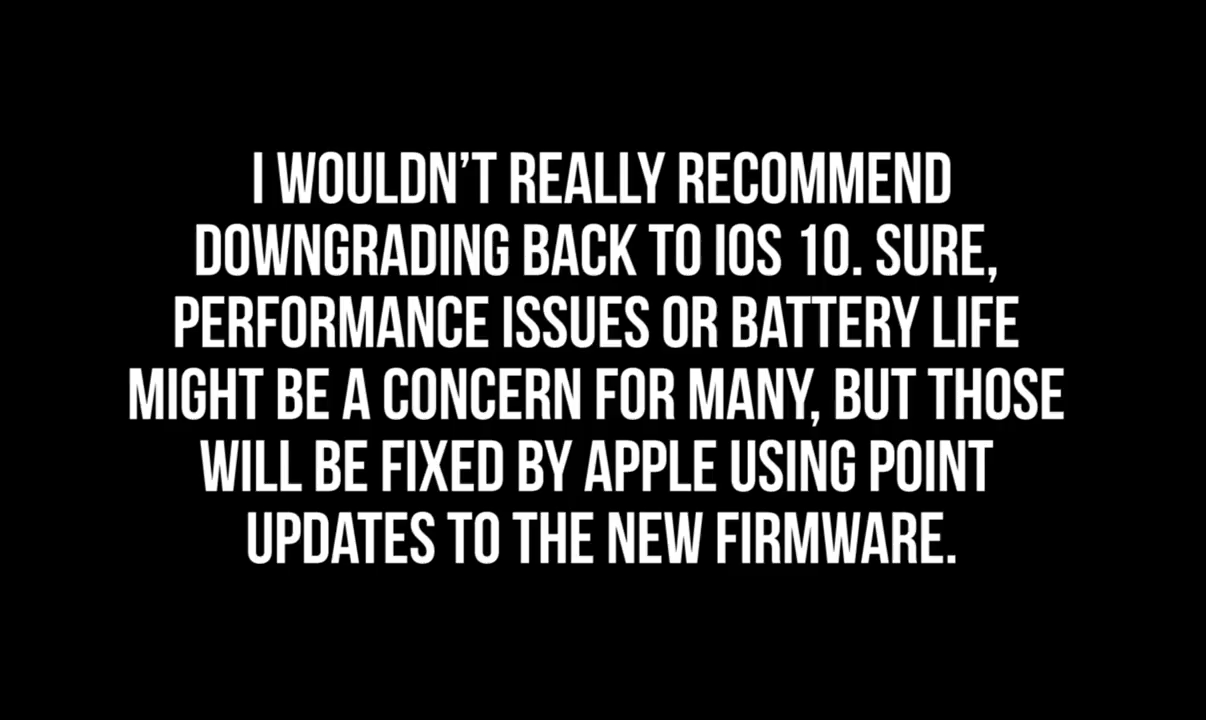 I WOULDN’T REALLY RECOMMEND
DOWNGRADING BACK TO IOS 10. SURE,
PERFORMANCE ISSUES OR BATTERY LIFE
MIGHT BE A CONCERN FOR MANY, BUT THOSE
WILL BE FIXED BY APPLE USING POINT
UPDATES TO THE NEW FIRMWARE.